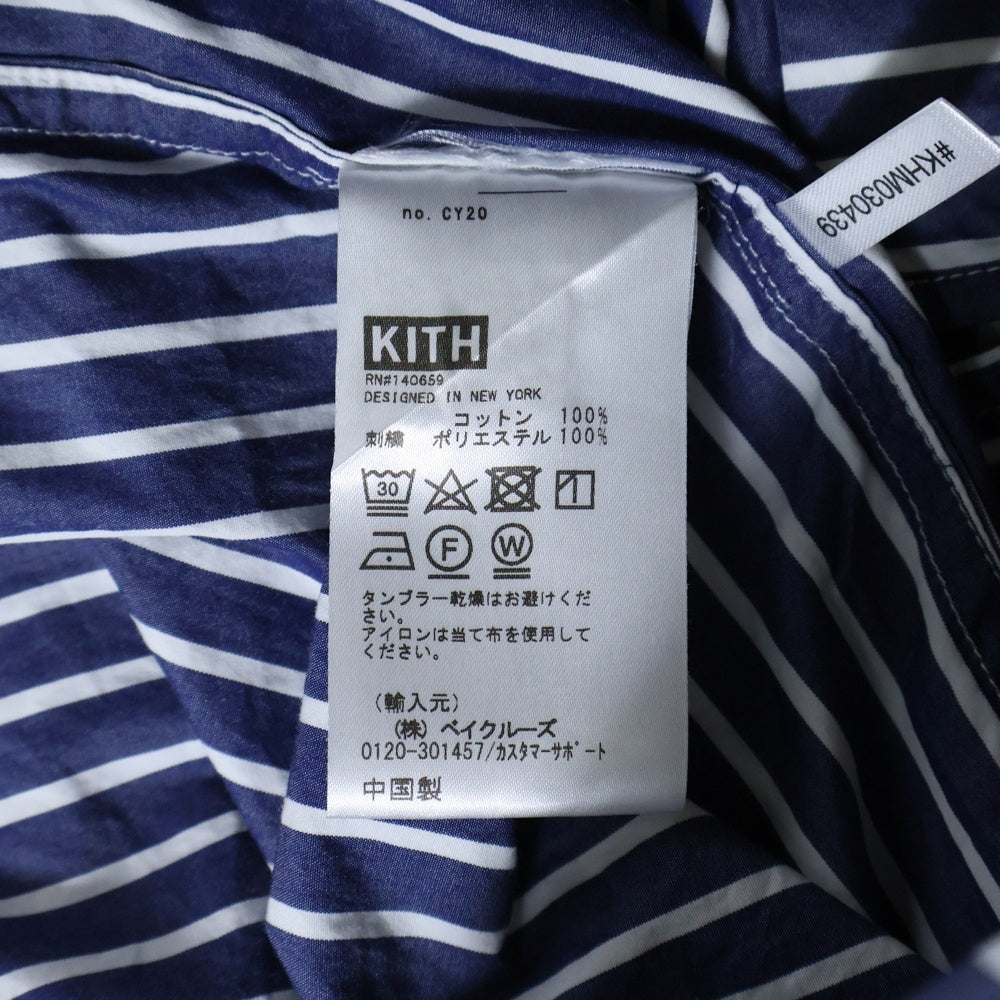 no. CY20
#KHM030439
KITH
RN#140659
DESIGNED IN NEW YORK
コットン 100%
刺繍 ポリエステル 100%
30
F W
タンブラー乾燥はお避けくだ
さい。
アイロンは当て布を使用して
ください。
(輸入元)
(株) ベイクルーズ
0120-301457/カスタマーサポート
中国製